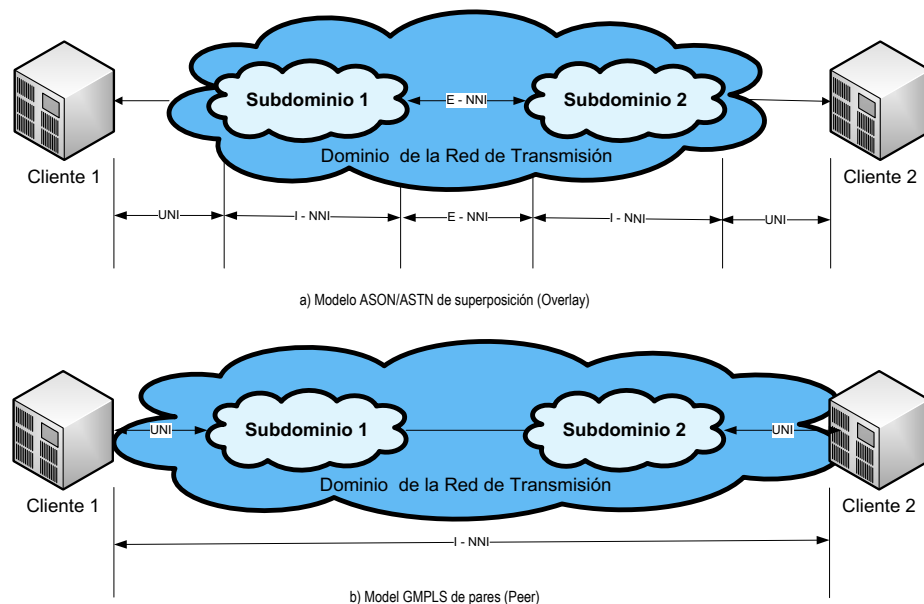 Subdominio 1
E - NNI
Subdominio 2
Dominio de la Red de Transmisión
Cliente 1
Cliente 2
UNI
I - NNI
E - NNI
I - NNI
UNI
a) Modelo ASON/ASTN de superposición (Overlay)
UNI
Subdominio 1
Subdominio 2
UNI
Dominio de la Red de Transmisión
Cliente 1
Cliente 2
I - NNI
b) Model GMPLS de pares (Peer)